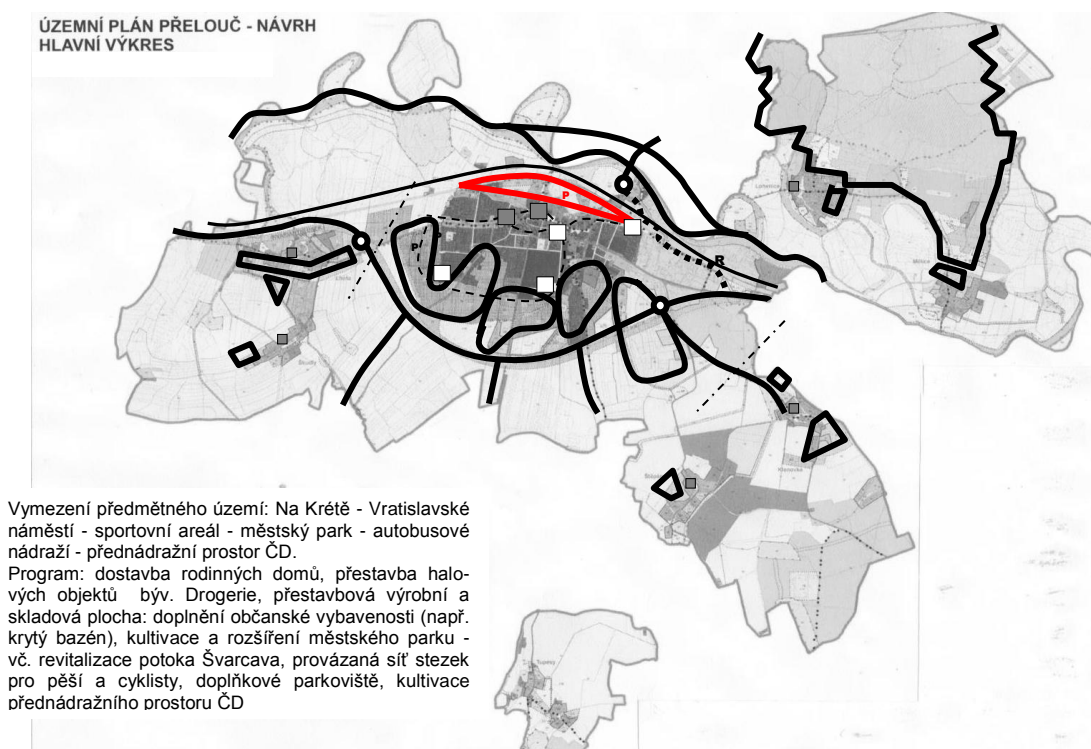 ÚZEMNÍ PLÁN PŘELOUČ - NÁVRH
HLAVNÍ VÝKRES
P
P
R
Vymezení předmětného území: Na Krétě - Vratislavské
náměstí - sportovní areál - městský park - autobusové
nádraží - přednádražní prostor ČD.
Program: dostavba rodinných domů, přestavba halo-
vých objektů býv. Drogerie, přestavbová výrobní a
skladová plocha: doplnění občanské vybavenosti (např.
krytý bazén), kultivace a rozšíření městského parku -
vč. revitalizace potoka Švarcava, provázaná síť stezek
pro pěší a cyklisty, doplňkové parkoviště, kultivace
přednádražního prostoru ČD